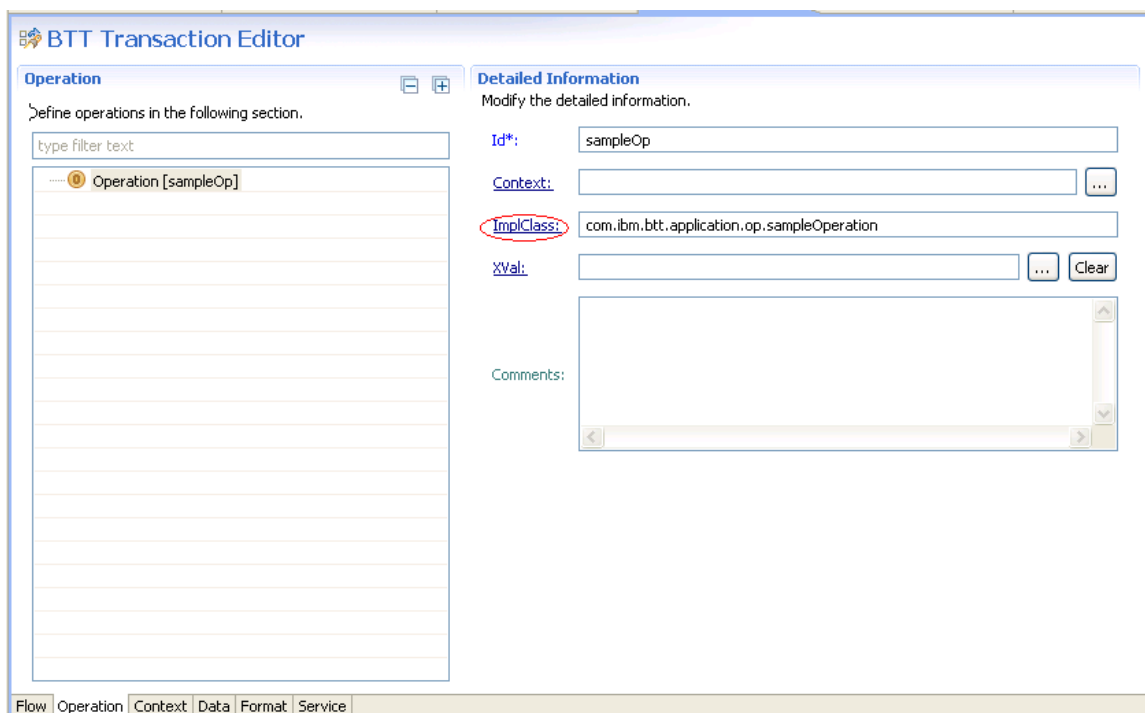 BTT Transaction Editor
Operation
Define operations in the following section.
type filter text
Operation [sampleOp]
Detailed Information
Modify the detailed information.
Id*: sampleOp
Context: ...
ImplClass: com.ibm.btt.application.op.sampleOperation
XVal: ... Clear
Comments:
Flow Operation Context Data Format Service